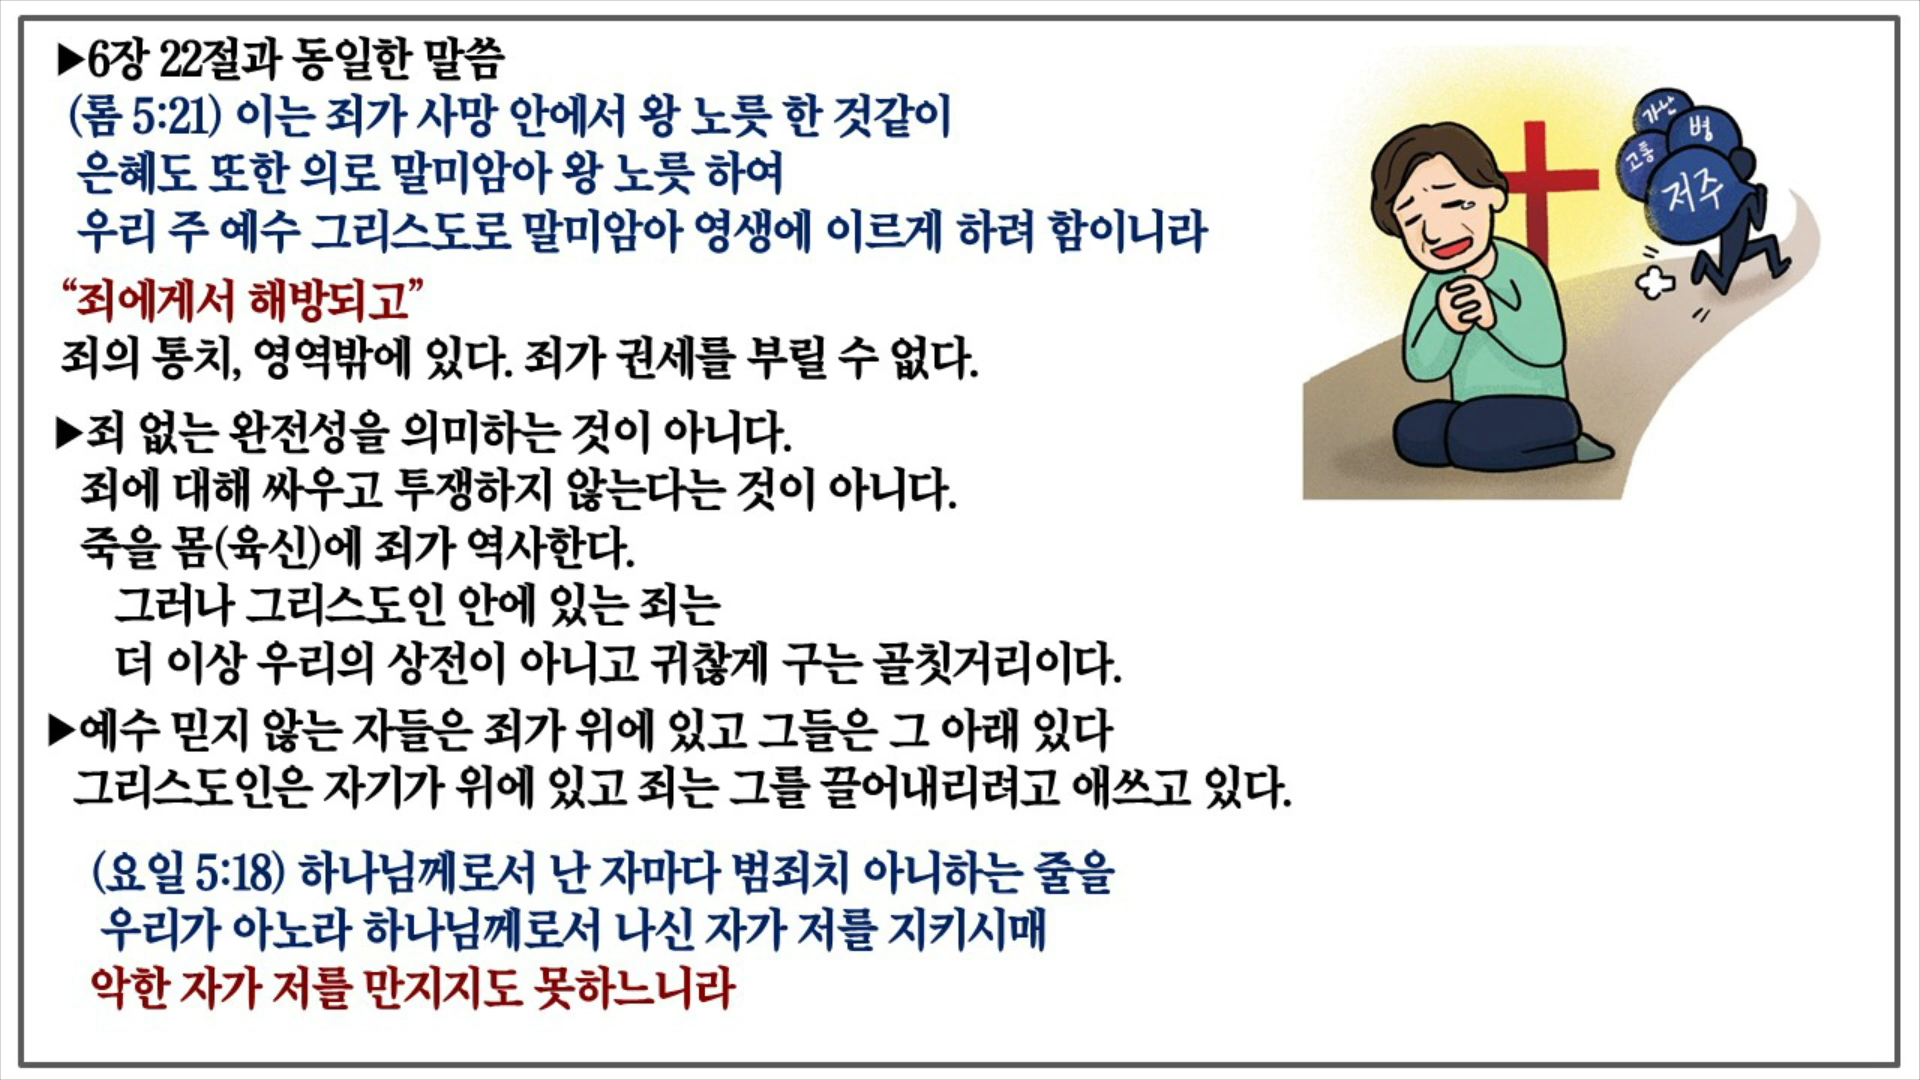 ▶6장 22절과 동일한 말씀
(롬 5:21) 이는 죄가 사망 안에서 왕 노릇 한 것같이
은혜도 또한 의로 말미암아 왕 노릇 하여
우리 주 예수 그리스도로 말미암아 영생에 이르게 하려 함이니라
“죄에게서 해방되고”
죄의 통치, 영역밖에 있다. 죄가 권세를 부릴 수 없다.
▶죄 없는 완전성을 의미하는 것이 아니다.
죄에 대해 싸우고 투쟁하지 않는다는 것이 아니다.
죽을 몸(육신)에 죄가 역사한다.
그러나 그리스도인 안에 있는 죄는
더 이상 우리의 상전이 아니고 귀찮게 구는 골칫거리이다.
▶예수 믿지 않는 자들은 죄가 위에 있고 그들은 그 아래 있다
그리스도인은 자기가 위에 있고 죄는 그를 끌어내리려고 애쓰고 있다.
(요일 5:18) 하나님께로서 난 자마다 범죄치 아니하는 줄을
우리가 아노라 하나님께로서 나신 자가 저를 지키시매
악한 자가 저를 만지지도 못하느니라
가난
병
고통
저주